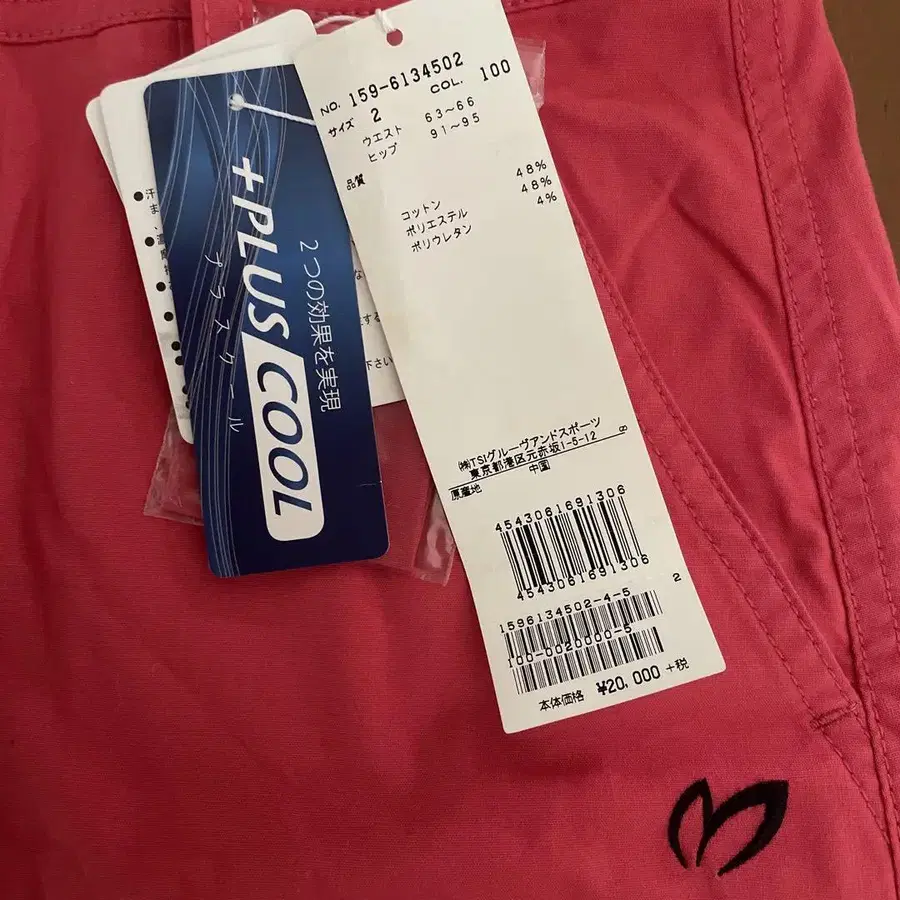 +PLUS COOL
プラスクール
2つの効果を実現
NO. 159-6134502
COL. 100
サイズ 2
ウエスト 63~66
ヒップ 91~95
品質
コットン 48%
ポリエステル 48%
ポリウレタン 4%
㈱TSIグルーヴアンドスポーツ
東京都港区元赤坂1-5-12 8
原産地 中国
4543061691306
4543061691306
2
1596134502-4-5
100-0020000-5
本体価格 ¥20,000 +税
●汗
ま
●